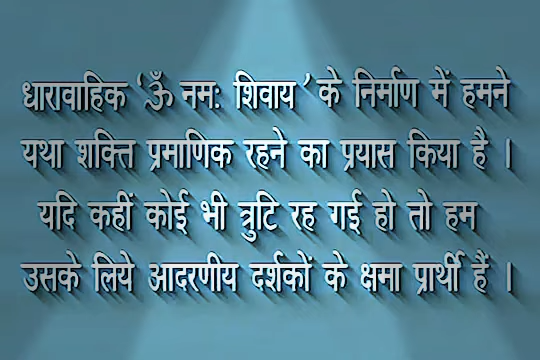 धारावाहिक ‘ॐ नमः शिवाय’ के निर्माण में हमने
यथा शक्ति प्रमाणिक रहने का प्रयास किया है ।
यदि कहीं कोई भी त्रुटि रह गई हो तो हम
उसके लिये आदरणीय दर्शकों के क्षमा प्रार्थी हैं ।